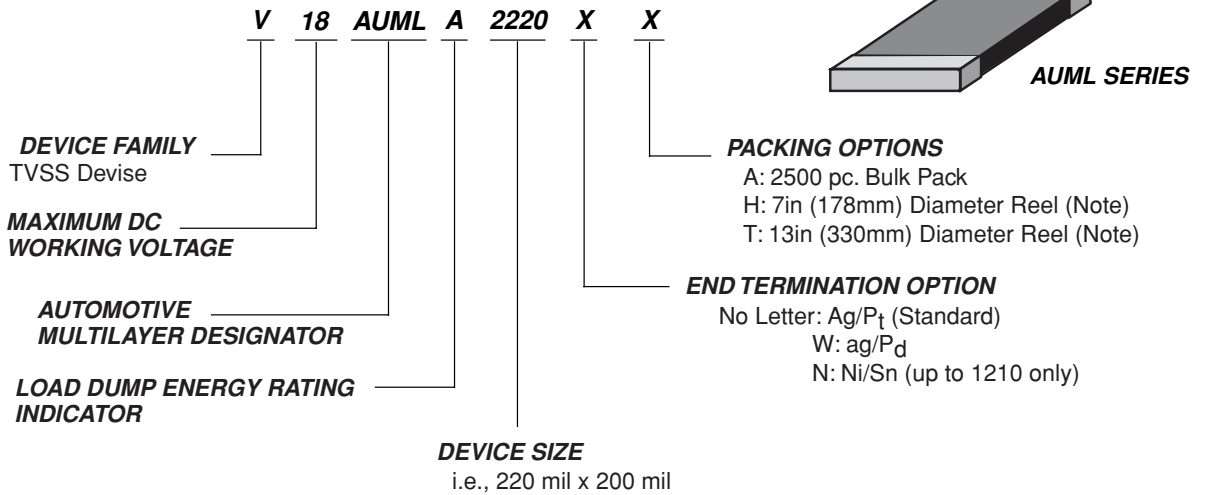 V 18 AUML A 2220 X X
AUML SERIES
DEVICE FAMILY
TVSS Devise
MAXIMUM DC
WORKING VOLTAGE
AUTOMOTIVE
MULTILAYER DESIGNATOR
LOAD DUMP ENERGY RATING
INDICATOR
DEVICE SIZE
i.e., 220 mil x 200 mil
PACKING OPTIONS
A: 2500 pc. Bulk Pack
H: 7in (178mm) Diameter Reel (Note)
T: 13in (330mm) Diameter Reel (Note)
END TERMINATION OPTION
No Letter: Ag/Pt (Standard)
W: ag/Pd
N: Ni/Sn (up to 1210 only)